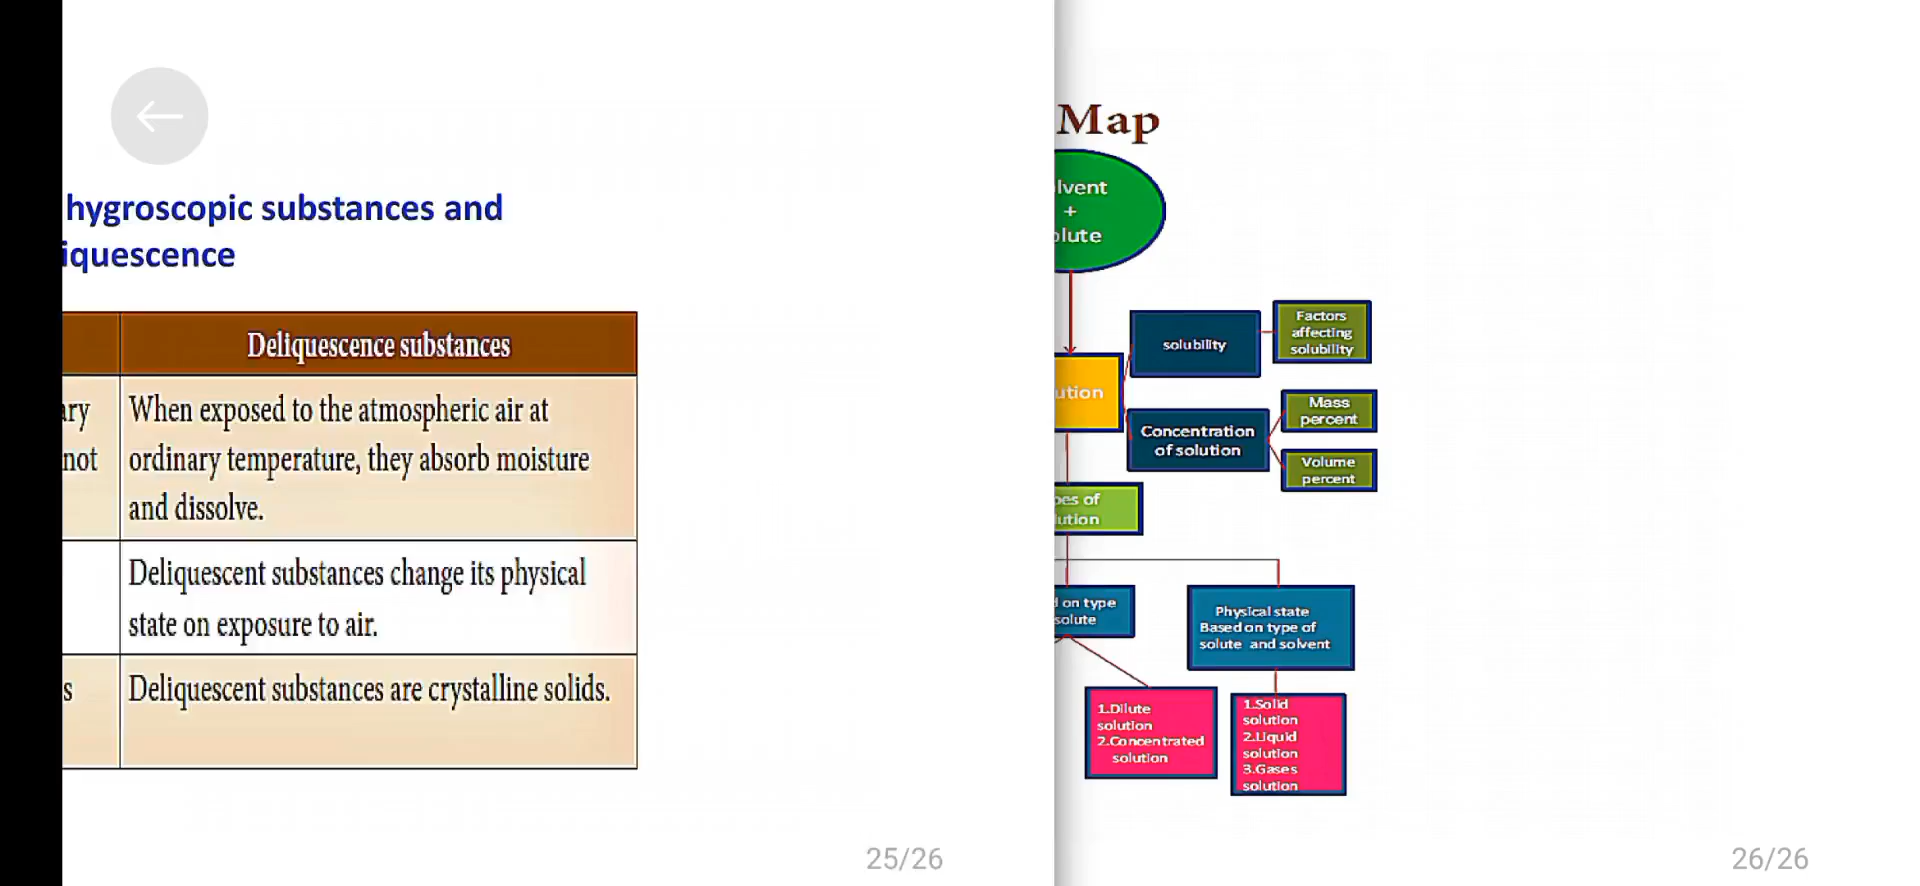 hygroscopic substances and
iquescence
Deliquescence substances
ary
not
When exposed to the atmospheric air at
ordinary temperature, they absorb moisture
and dissolve.
Deliquescent substances change its physical
state on exposure to air.
s
Deliquescent substances are crystalline solids.
25/26
Map
lvent
+
olute
solubility
Factors
affecting
solubility
ution
Concentration
of solution
Mass
percent
Volume
percent
pes of
lution
d on type
solute
Physical state
Based on type of
solute and solvent
1.Dilute
solution
2.Concentrated
solution
1.Solid
solution
2.Liquid
solution
3.Gases
solution
26/26